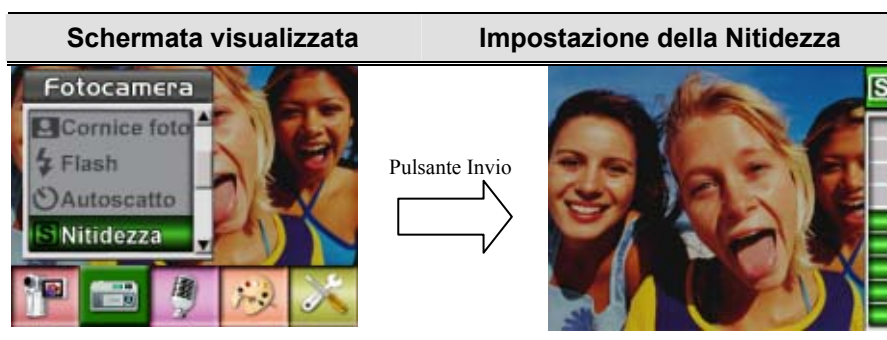 Schermata visualizzata Impostazione della Nitidezza
Fotocamera
Cornice foto
Flash
Autoscatto
S Nitidezza
Pulsante Invio
S